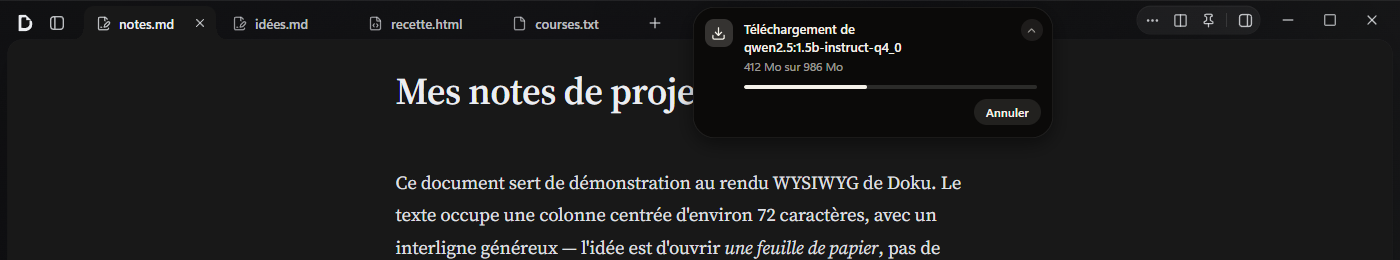 notes.md
idées.md
recette.html
courses.txt
Téléchargement de
qwen2.5:1.5b-instruct-q4_0
412 Mo sur 986 Mo
Annuler
Mes notes de proje
Ce document sert de démonstration au rendu WYSIWYG de Doku. Le
texte occupe une colonne centrée d'environ 72 caractères, avec un
interligne généreux — l'idée est d'ouvrir une feuille de papier, pas de